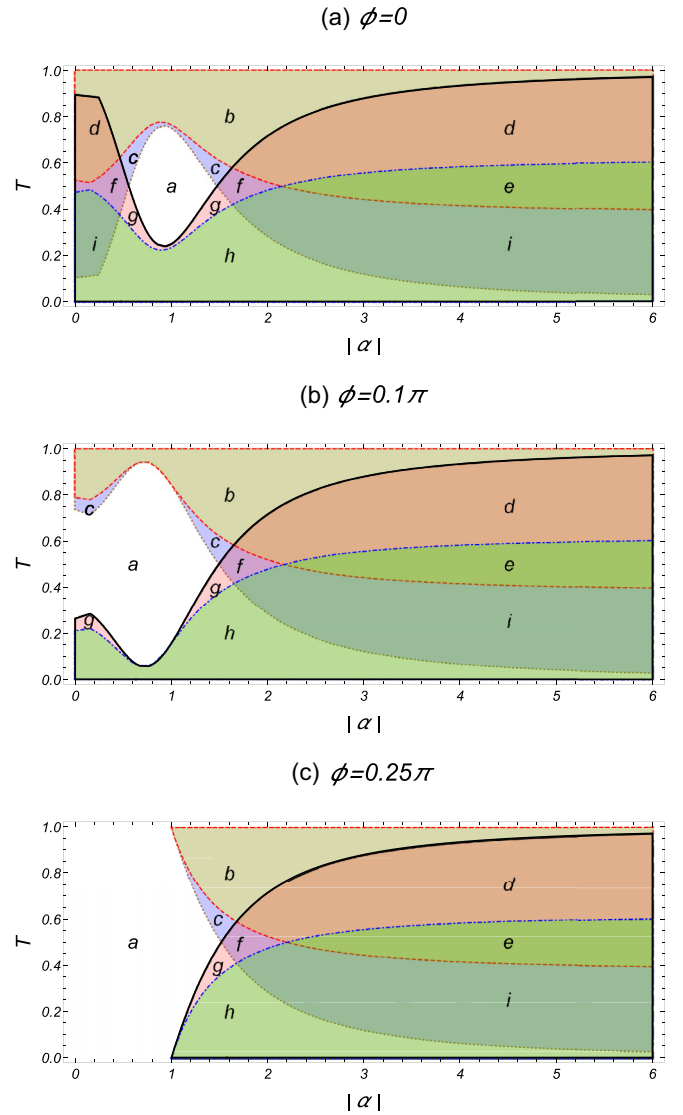 (a) ϕ=0
1.0
b
0.8
d
d
c
c
0.6
T
f
a
f
e
0.4
g
g
i
h
i
0.2
0.0
0 1 2 3 4 5 6
| α |
(b) ϕ=0.1π
1.0
b
0.8
c
d
0.6
c
T
a
f
e
0.4
g
g
h
i
0.2
0.0
0 1 2 3 4 5 6
| α |
(c) ϕ=0.25π
1.0
b
0.8
d
0.6
c
T
a
f
e
0.4
g
h
i
0.2
0.0
0 1 2 3 4 5 6
| α |